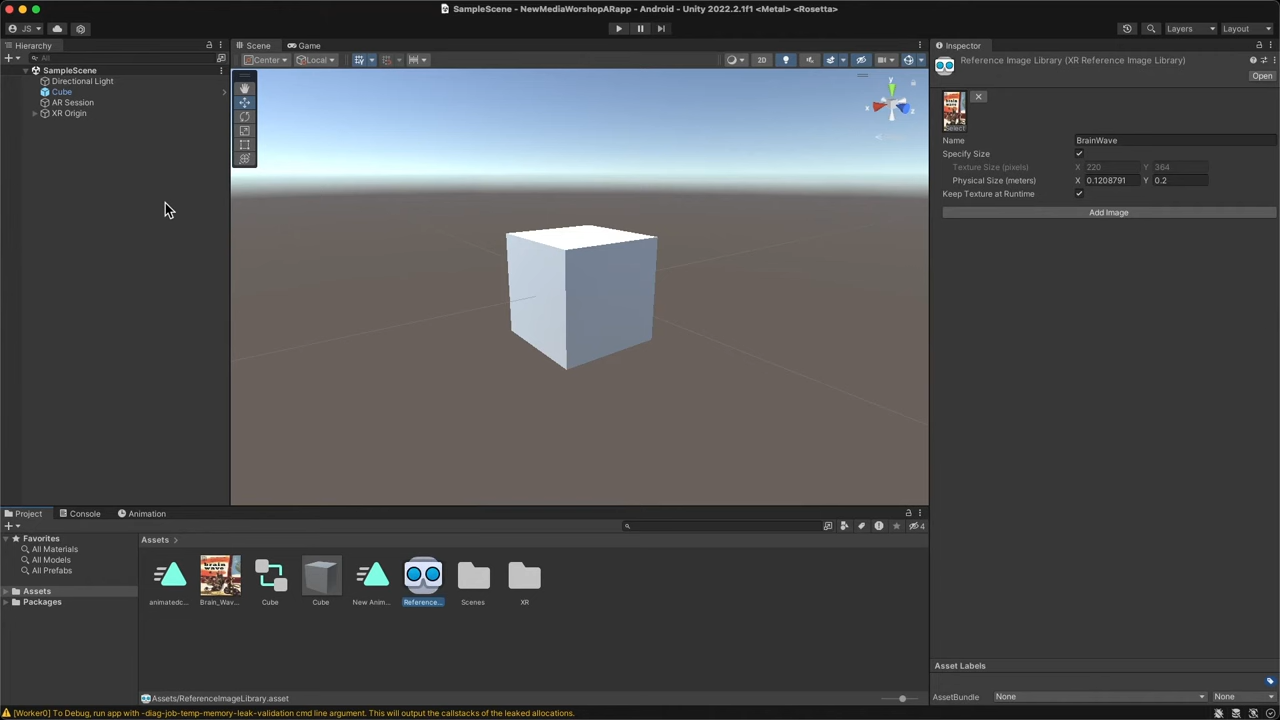 SampleScene - NewMediaWorshopARapp - Android - Unity 2022.2.1f1 <Metal> <Rosetta>
JS
Layers
Layout
Hierarchy
All
SampleScene
Directional Light
Cube
AR Session
XR Origin
Scene
Game
Center
Local
2D
y
x
z
Inspector
Reference Image Library (XR Reference Image Library)
Open
Select
Name BrainWave
Specify Size
Texture Size (pixels) X 220 Y 364
Physical Size (meters) X 0.1208791 Y 0.2
Keep Texture at Runtime
Add Image
Project
Console
Animation
4
Favorites
All Materials
All Models
All Prefabs
Assets
Packages
Assets
brain
wave
animatedc...
Brain_Wav...
Cube
Cube
New Anim...
Reference...
Scenes
XR
Assets/ReferenceImageLibrary.asset
Asset Labels
AssetBundle None None
[Worker0] To Debug, run app with -diag-job-temp-memory-leak-validation cmd line argument. This will output the callstacks of the leaked allocations.